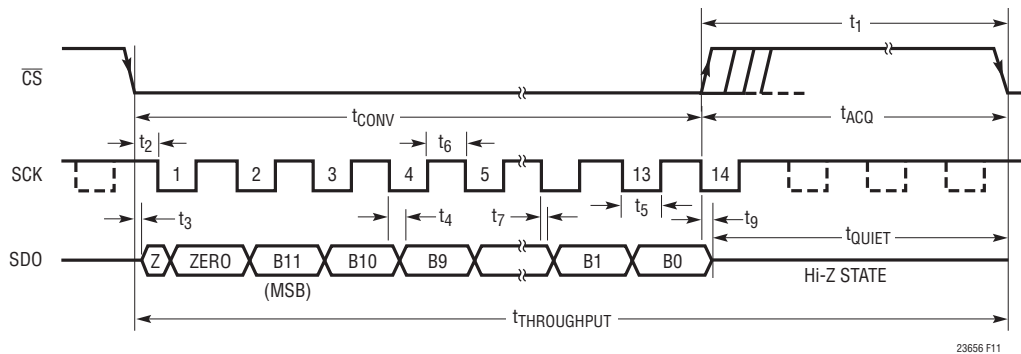 t1
CS
tCONV
tACQ
t2
t6
SCK
1
2
3
4
5
13
14
t3
t4
t7
t5
t9
tQUIET
SDO
Z
ZERO
B11
B10
B9
B1
B0
(MSB)
Hi-Z STATE
tTHROUGHPUT
23656 F11